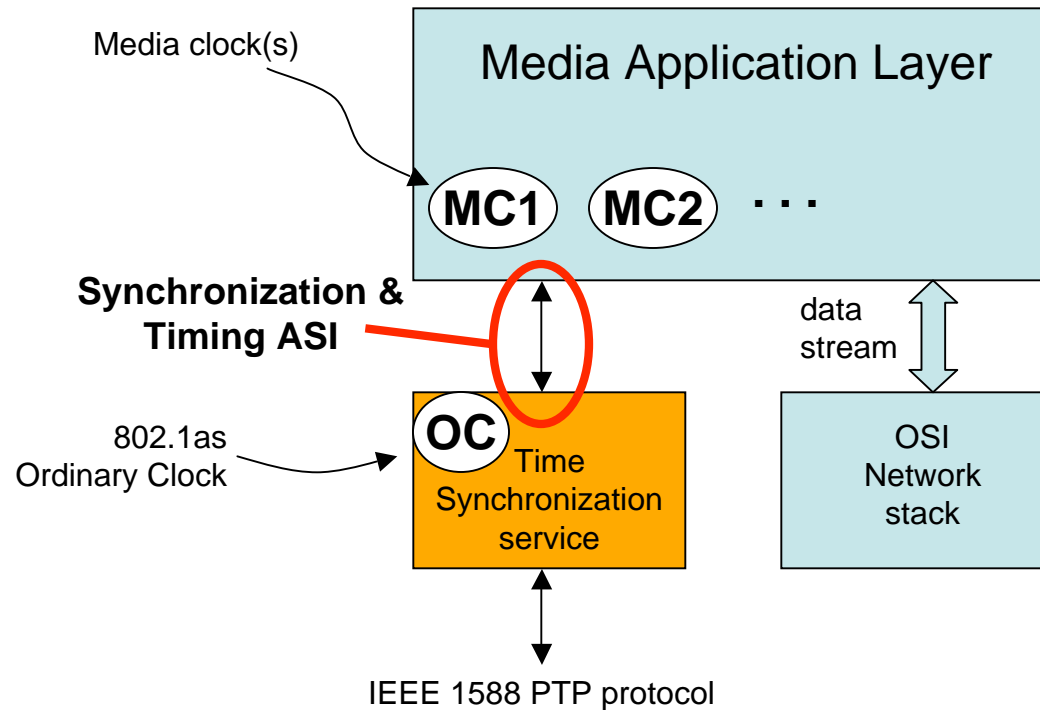 Media clock(s)
Media Application Layer
MC1
MC2
. . .
Synchronization &
Timing ASI
data
stream
802.1as
Ordinary Clock
OC
Time
Synchronization
service
OSI
Network
stack
IEEE 1588 PTP protocol